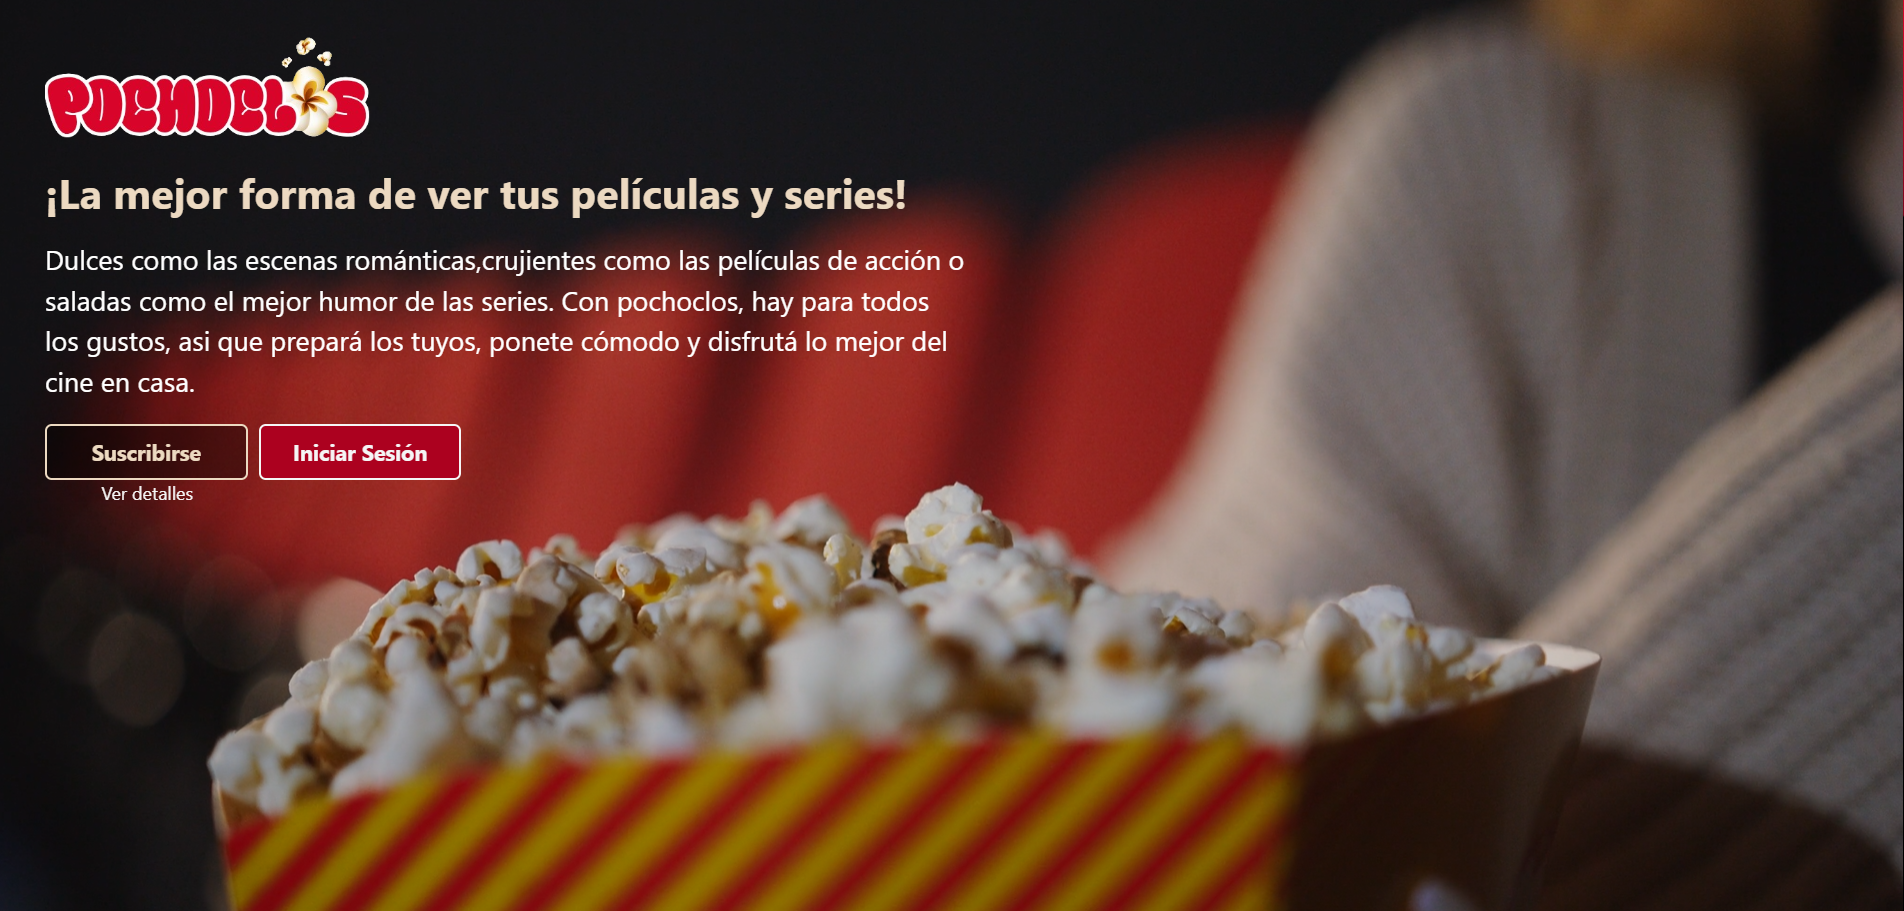 POCHOCLOS
¡La mejor forma de ver tus películas y series!
Dulces como las escenas románticas,crujientes como las películas de acción o
saladas como el mejor humor de las series. Con pochoclos, hay para todos
los gustos, asi que prepará los tuyos, ponete cómodo y disfrutá lo mejor del
cine en casa.
Suscribirse Iniciar Sesión
Ver detalles